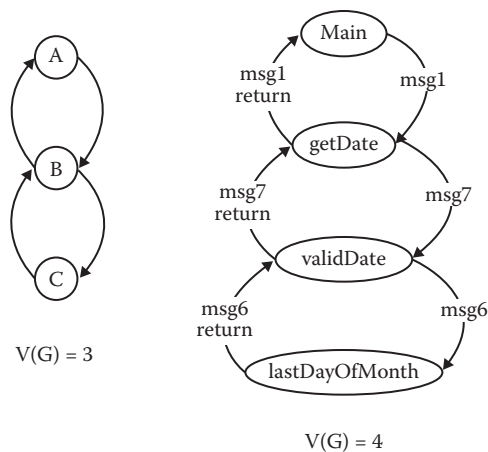 A
B
C
V(G) = 3
Main
msg1
return
msg1
getDate
msg7
return
msg7
validDate
msg6
return
msg6
lastDayOfMonth
V(G) = 4